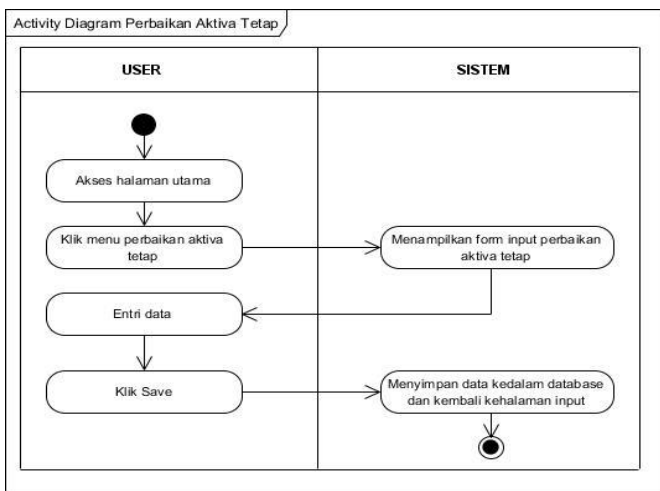 Activity Diagram Perbaikan Aktiva Tetap
USER
SISTEM
Akses halaman utama
Klik menu perbaikan aktiva
tetap
Menampilkan form input perbaikan
aktiva tetap
Entri data
Klik Save
Menyimpan data kedalam database
dan kembali kehalaman input